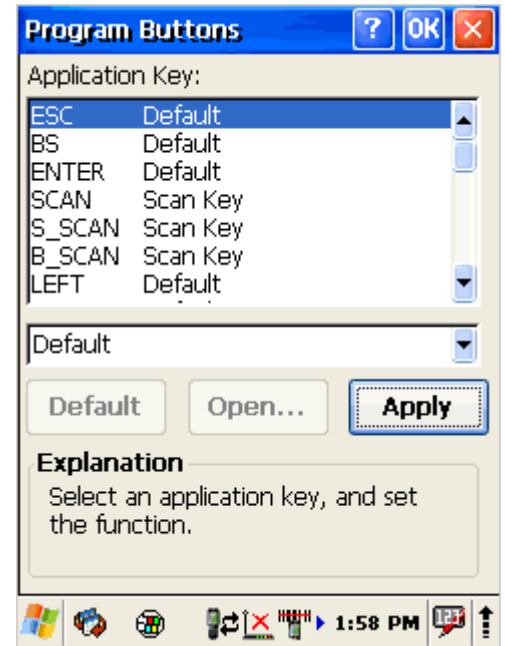 Program Buttons ? OK
Application Key:
ESC Default
BS Default
ENTER Default
SCAN Scan Key
S_SCAN Scan Key
B_SCAN Scan Key
LEFT Default
Default
Default Open... Apply
Explanation
Select an application key, and set
the function.
1:58 PM 123